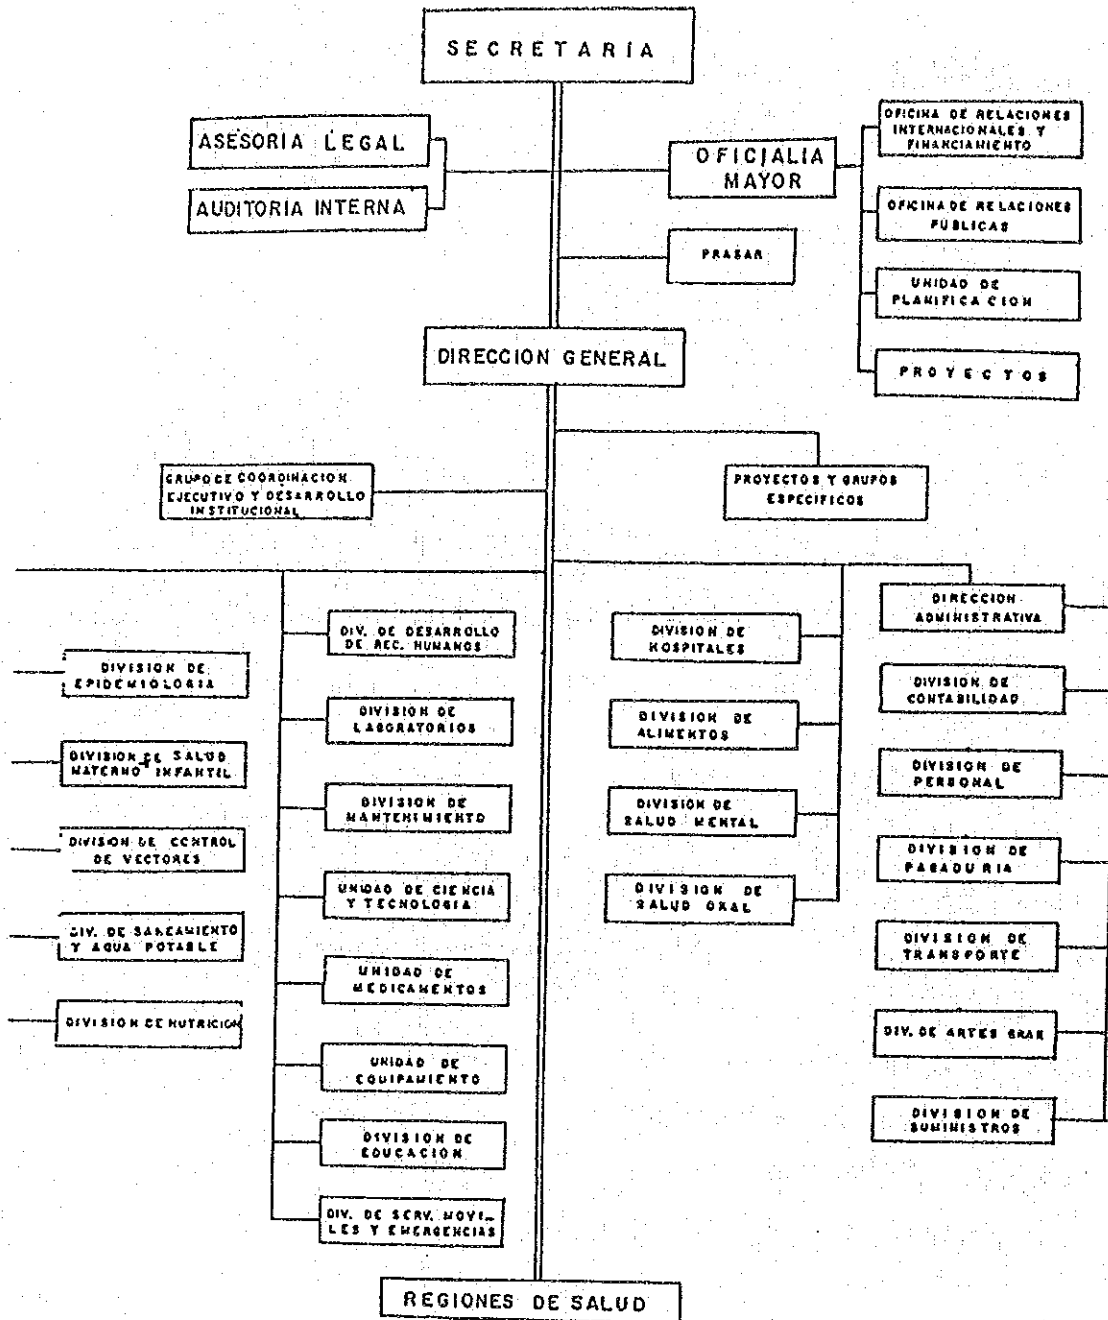 SECRETARÍA
ASESORÍA LEGAL
AUDITORÍA INTERNA
OFICIALIA
MAYOR
PRASAR
OFICINA DE RELACIONES
INTERNACIONALES Y
FINANCIAMIENTO
OFICINA DE RELACIONES
PÚBLICAS
UNIDAD DE
PLANIFICACION
PROYECTOS
DIRECCION GENERAL
GRUPO DE COORDINACION
EJECUTIVO Y DESARROLLO
INSTITUCIONAL
PROYECTOS Y GRUPOS
ESPECIFICOS
DIVISION DE
EPIDEMIOLOGIA
DIVISION DE SALUD
MATERNO INFANTIL
DIVISION DE CONTROL
DE VECTORES
DIV. DE SANEAMIENTO
Y AGUA POTABLE
DIVISION DE NUTRICION
DIV. DE DESARROLLO
DE REC. HUMANOS
DIVISION DE
LABORATORIOS
DIVISION DE
MANTENIMIENTO
UNIDAD DE CIENCIA
Y TECNOLOGIA
UNIDAD DE
MEDICAMENTOS
UNIDAD DE
EQUIPAMIENTO
DIVISION DE
EDUCACION
DIV. DE SERV. MOVI-
LES Y EMERGENCIAS
DIVISION DE
HOSPITALES
DIVISION DE
ALIMENTOS
DIVISION DE
SALUD MENTAL
DIVISION DE
SALUD ORAL
DIRECCION
ADMINISTRATIVA
DIVISION DE
CONTABILIDAD
DIVISION DE
PERSONAL
DIVISION DE
PAGADURIA
DIVISION DE
TRANSPORTE
DIV. DE ARTES GRAF
DIVISION DE
SUMINISTROS
REGIONES DE SALUD